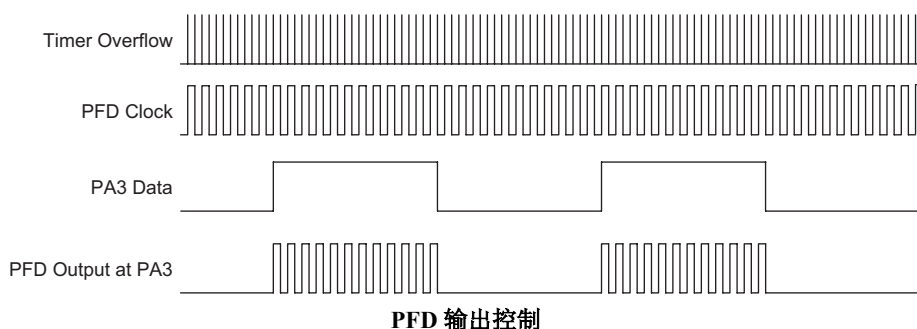 Timer Overflow
PFD Clock
PA3 Data
PFD Output at PA3
PFD 输出控制